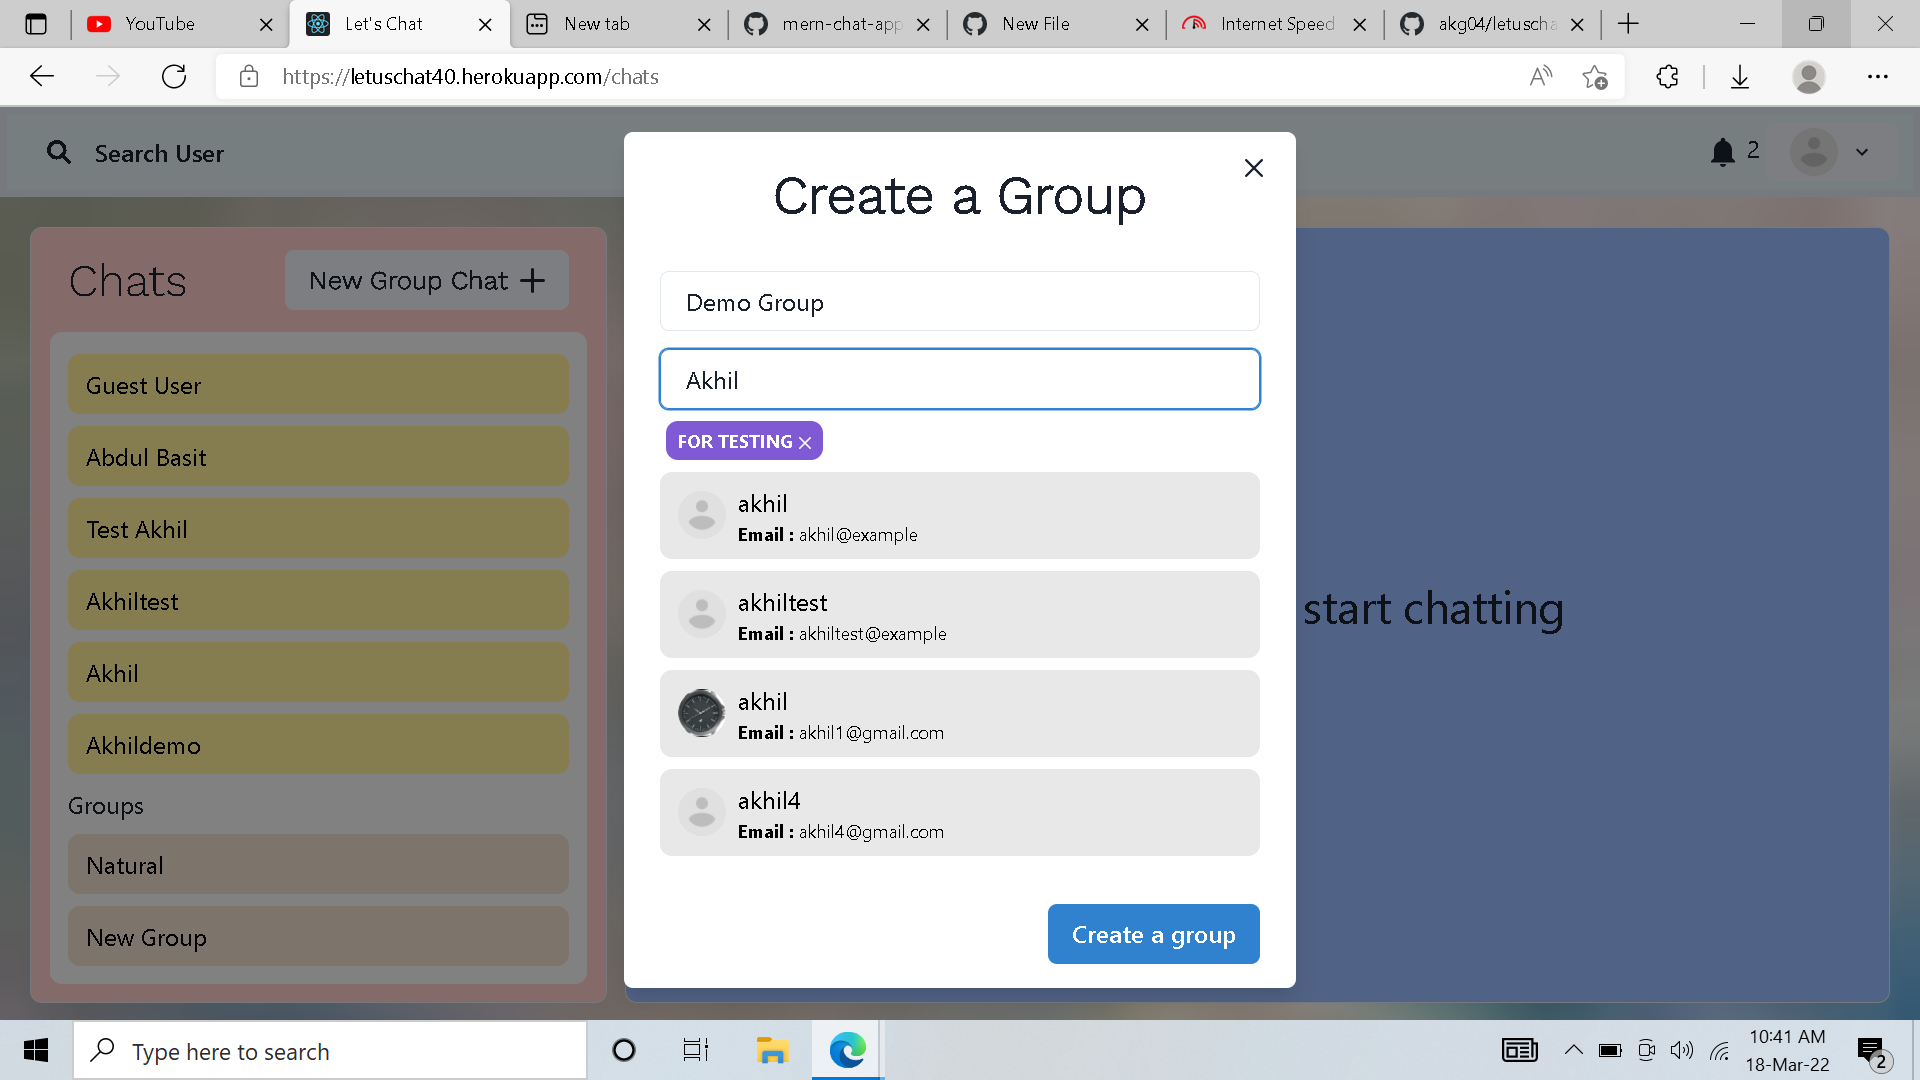 YouTube
Let's Chat
New tab
mern-chat-app
New File
Internet Speed
akg04/letuscha
https://letuschat40.herokuapp.com/chats
Search User
2
Create a Group
Chats
New Group Chat
Demo Group
Akhil
FOR TESTING
Guest User
Abdul Basit
Test Akhil
Akhiltest
Akhil
Akhildemo
Groups
Natural
New Group
akhil
Email : akhil@example
akhiltest
Email : akhiltest@example
akhil
Email : akhil1@gmail.com
akhil4
Email : akhil4@gmail.com
start chatting
Create a group
Type here to search
10:41 AM
18-Mar-22
2